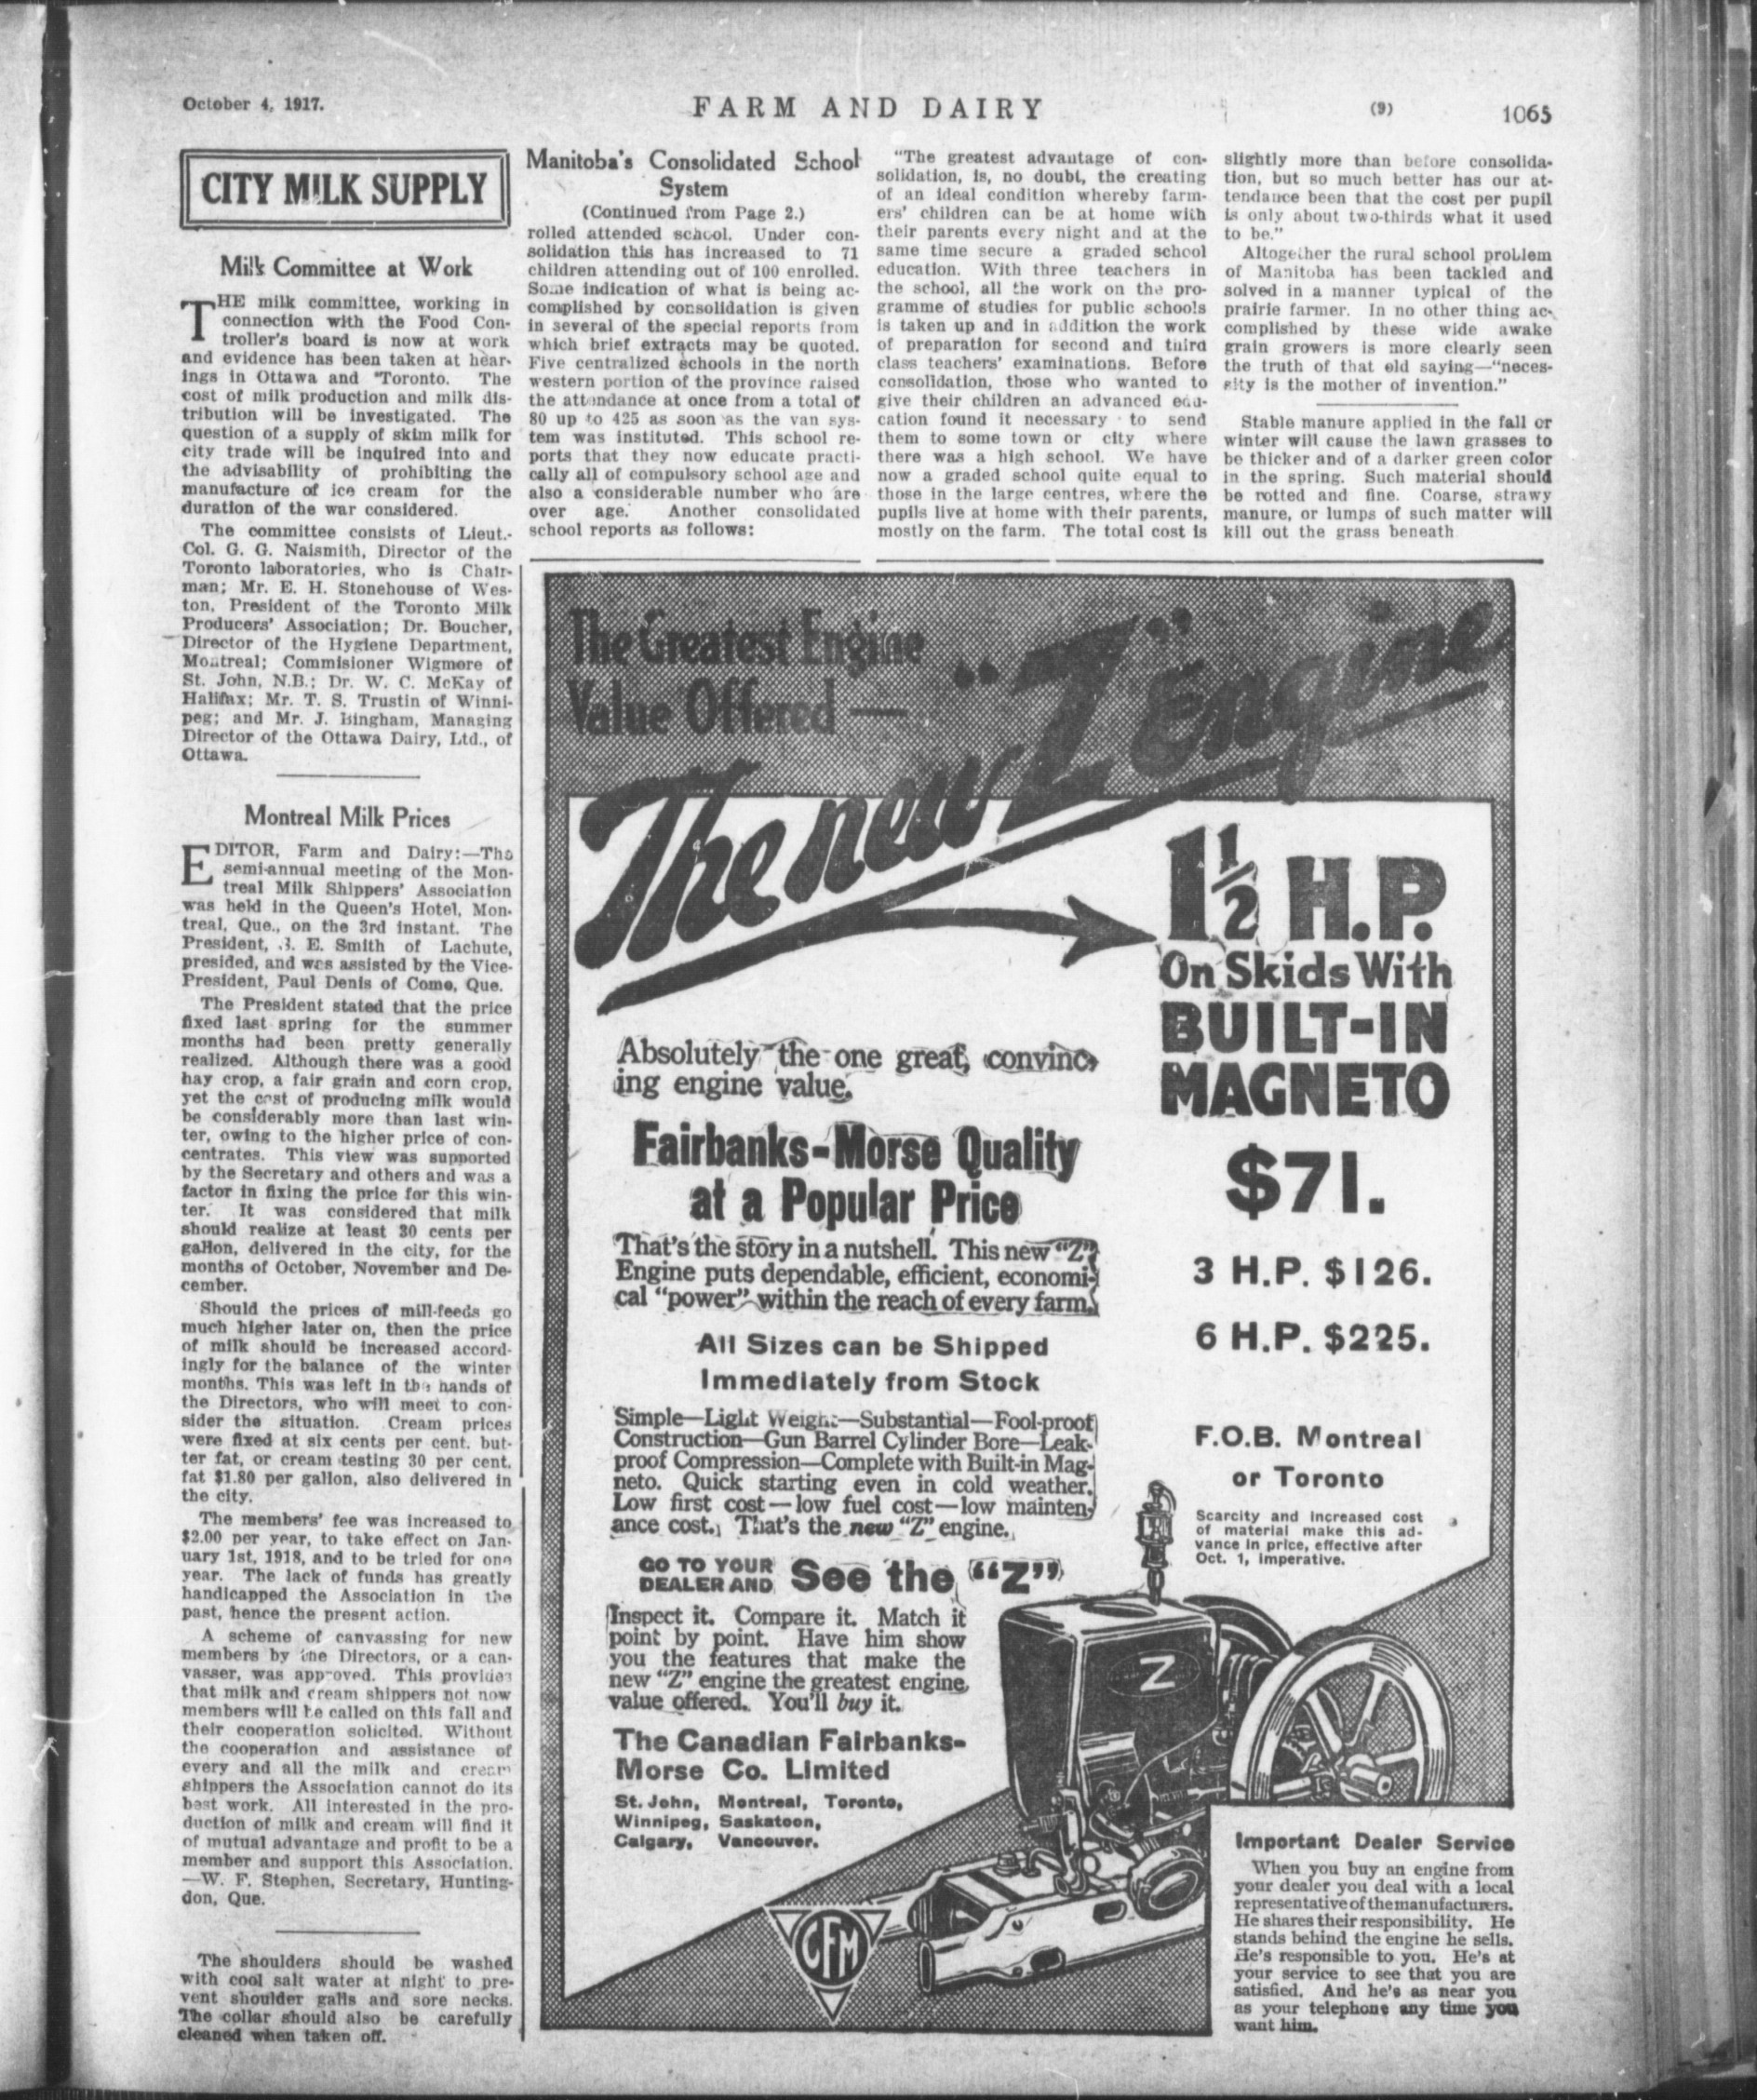 October 4, 1917.
FARM AND DAIRY
(9)
1065
CITY MILK SUPPLY
Milk Committee at Work
THE milk committee, working in
connection with the Food Con-
troller's board is now at work
and evidence has been taken at hear-
ings in Ottawa and Toronto. The
cost of milk production and milk dis-
tribution will be investigated. The
question of a supply of skim milk for
city trade will be inquired into and
the advisability of prohibiting the
manufacture of ice cream for the
duration of the war considered.
The committee consists of Lieut.-
Col. G. G. Naismith, Director of the
Toronto laboratories, who is Chair-
man; Mr. E. H. Stonehouse of Wes-
ton, President of the Toronto Milk
Producers' Association; Dr. Boucher,
Director of the Hygiene Department,
Montreal; Commisioner Wigmore of
St. John, N.B.; Dr. W. C. McKay of
Halifax; Mr. T. S. Trustin of Winni-
peg; and Mr. J. Bingham, Managing
Director of the Ottawa Dairy, Ltd., of
Ottawa.
Montreal Milk Prices
EDITOR, Farm and Dairy:—The
semi-annual meeting of the Mon-
treal Milk Shippers' Association
was held in the Queen's Hotel, Mon-
treal, Que., on the 3rd instant. The
President, E. Smith of Lachute,
presided, and was assisted by the Vice-
President, Paul Denis of Como, Que.
The President stated that the price
fixed last spring for the summer
months had been pretty generally
realized. Although there was a good
hay crop, a fair grain and corn crop,
yet the cost of producing milk would
be considerably more than last win-
ter, owing to the higher price of con-
centrates. This view was supported
by the Secretary and others and was a
factor in fixing the price for this win-
ter. It was considered that milk
should realize at least 30 cents per
gallon, delivered in the city, for the
months of October, November and De-
cember.
Should the prices of mill-feeds go
much higher later on, then the price
of milk should be increased accord-
ingly for the balance of the winter
months. This was left in the hands of
the Directors, who will meet to con-
sider the situation. Cream prices
were fixed at six cents per cent. but-
ter fat, or cream testing 30 per cent.
fat $1.80 per gallon, also delivered in
the city.
The members' fee was increased to
$2.00 per year, to take effect on Jan-
uary 1st, 1918, and to be tried for one
year. The lack of funds has greatly
handicapped the Association in the
past, hence the present action.
A scheme of canvassing for new
members by the Directors, or a can-
vasser, was approved. This provides
that milk and cream shippers not now
members will be called on this fall and
their cooperation solicited. Without
the cooperation and assistance of
every and all the milk and cream
shippers the Association cannot do its
best work. All interested in the pro-
duction of milk and cream will find it
of mutual advantage and profit to be a
member and support this Association.
—W. F. Stephen, Secretary, Hunting-
don, Que.
The shoulders should be washed
with cool salt water at night to pre-
vent shoulder galls and sore necks.
The collar should also be carefully
cleaned when taken off.
Manitoba's Consolidated School
System
(Continued from Page 2.)
rolled attended school. Under con-
solidation this has increased to 71
children attending out of 100 enrolled.
Some indication of what is being ac-
complished by consolidation is given
in several of the special reports from
which brief extracts may be quoted.
Five centralized schools in the north
western portion of the province raised
the attendance at once from a total of
80 up to 425 as soon as the van sys-
tem was instituted. This school re-
ports that they now educate practi-
cally all of compulsory school age and
also a considerable number who are
over age. Another consolidated
school reports as follows:
"The greatest advantage of con-
solidation, is, no doubt, the creating
of an ideal condition whereby farm-
ers' children can be at home with
their parents every night and at the
same time secure a graded school
education. With three teachers in
the school, all the work on the pro-
gramme of studies for public schools
is taken up and in addition the work
of preparation for second and third
class teachers' examinations. Before
consolidation, those who wanted to
give their children an advanced edu-
cation found it necessary to send
them to some town or city where
there was a high school. We have
now a graded school quite equal to
those in the large centres, where the
pupils live at home with their parents,
mostly on the farm. The total cost is
slightly more than before consolida-
tion, but so much better has our at-
tendance been that the cost per pupil
is only about two-thirds what it used
to be."
Altogether the rural school problem
of Manitoba has been tackled and
solved in a manner typical of the
prairie farmer. In no other thing ac-
complished by these wide awake
grain growers is more clearly seen
the truth of that old saying—"neces-
sity is the mother of invention."
Stable manure applied in the fall or
winter will cause the lawn grasses to
be thicker and of a darker green color
in the spring. Such material should
be rotted and fine. Coarse, strawy
manure, or lumps of such matter will
kill out the grass beneath
The Greatest Engine
Value Offered—
The new "Z" engine
1½ H.P.
On Skids With
BUILT-IN
MAGNETO
$71.
3 H.P. $126.
6 H.P. $225.
F.O.B. Montreal
or Toronto
Scarcity and increased cost
of material make this ad-
vance in price, effective after
Oct. 1, imperative.
Absolutely the one great, convinc-
ing engine value.
Fairbanks-Morse Quality
at a Popular Price
That's the story in a nutshell. This new "Z"
Engine puts dependable, efficient, economi-
cal "power" within the reach of every farm.
All Sizes can be Shipped
Immediately from Stock
Simple—Light Weight—Substantial—Fool-proof
Construction—Gun Barrel Cylinder Bore—Leak-
proof Compression—Complete with Built-in Mag-
neto. Quick starting even in cold weather.
Low first cost—low fuel cost—low mainten-
ance cost. That's the new "Z" engine.
GO TO YOUR
DEALER AND See the "Z"
Inspect it. Compare it. Match it
point by point. Have him show
you the features that make the
new "Z" engine the greatest engine
value offered. You'll buy it.
The Canadian Fairbanks-
Morse Co. Limited
St. John, Montreal, Toronto,
Winnipeg, Saskatoon,
Calgary, Vancouver.
Z
CFM
Important Dealer Service
When you buy an engine from
your dealer you deal with a local
representative of the manufacturers.
He shares their responsibility. He
stands behind the engine he sells.
He's responsible to you. He's at
your service to see that you are
satisfied. And he's as near you
as your telephone any time you
want him.